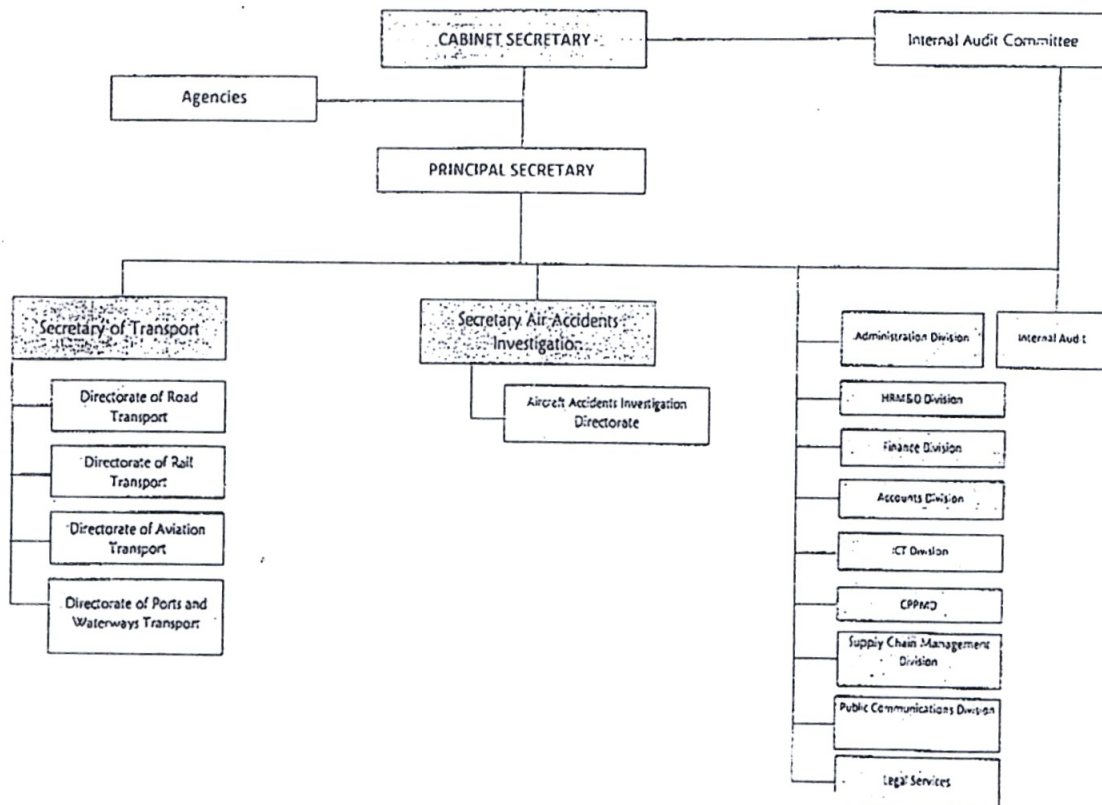 CABINET SECRETARY
Internal Audit Committee
Agencies
PRINCIPAL SECRETARY
Secretary of Transport
Directorate of Road
Transport
Directorate of Rail
Transport
Directorate of Aviation
Transport
Directorate of Ports and
Waterways Transport
Secretary Air Accidents
Investigation
Aircraft Accidents Investigation
Directorate
Administration Division
Internal Audit
HRM&D Division
Finance Division
Accounts Division
ICT Division
CPPMD
Supply Chain Management
Division
Public Communications Division
Legal Services